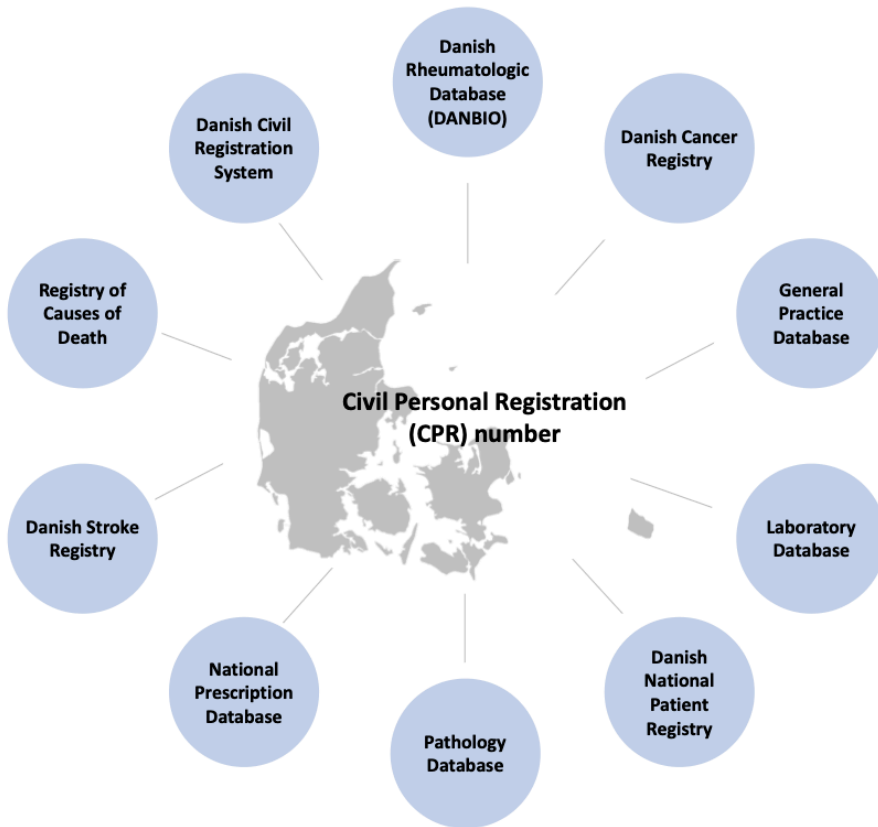 Danish
Rheumatologic
Database
(DANBIO)
Danish Cancer
Registry
General
Practice
Database
Laboratory
Database
Danish
National
Patient
Registry
Pathology
Database
National
Prescription
Database
Danish Stroke
Registry
Registry of
Causes of
Death
Danish Civil
Registration
System
Civil Personal Registration
(CPR) number